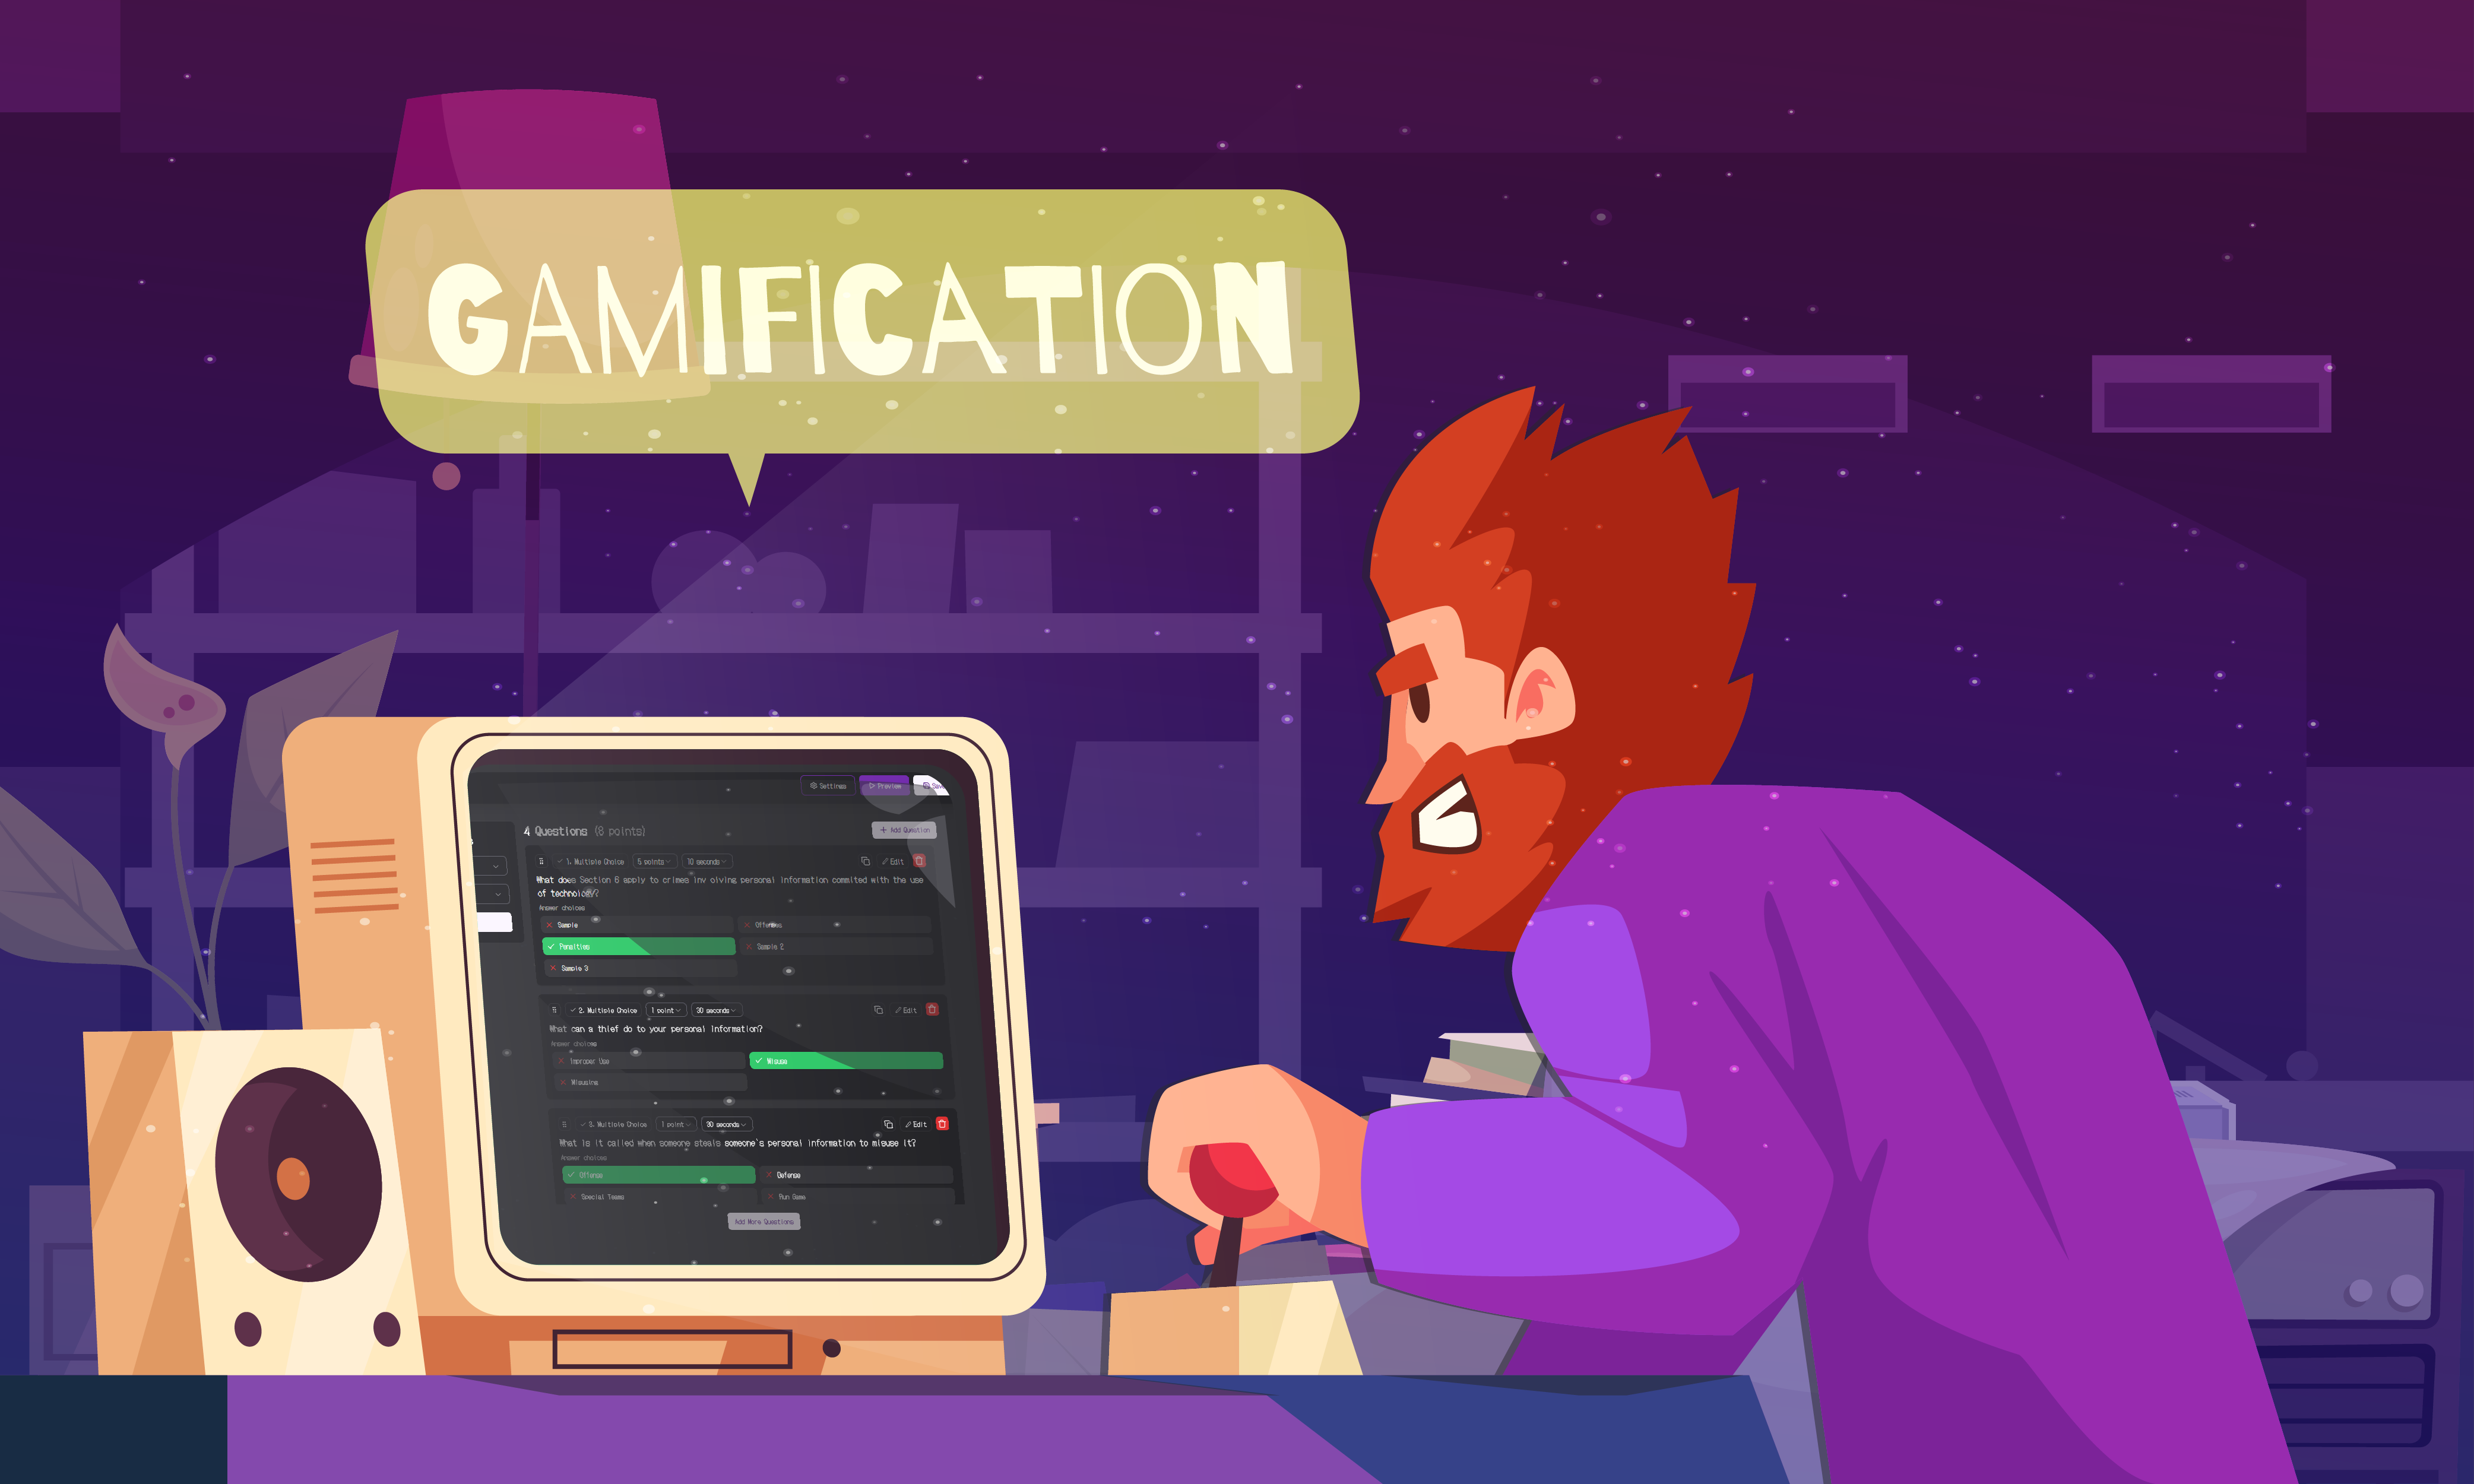 GAMIFICATION
Settings Preview Save
4 Questions (8 points) + Add Question
1. Multiple Choice 5 points 10 seconds Edit
What does Section 6 apply to crimes inv olving personal information commited with the use
of technology?
Answer choices
Sample Offenses
Penalties Sample 2
Sample 3
2. Multiple Choice 1 point 30 seconds Edit
What can a thief do to your personal information?
Answer choices
Improper Use Misuse
Misusing
3. Multiple Choice 1 point 30 seconds Edit
What is it called when someone steals someone's personal information to misuse it?
Answer choices
Offense Defense
Special Teams Run Game
Add More Questions